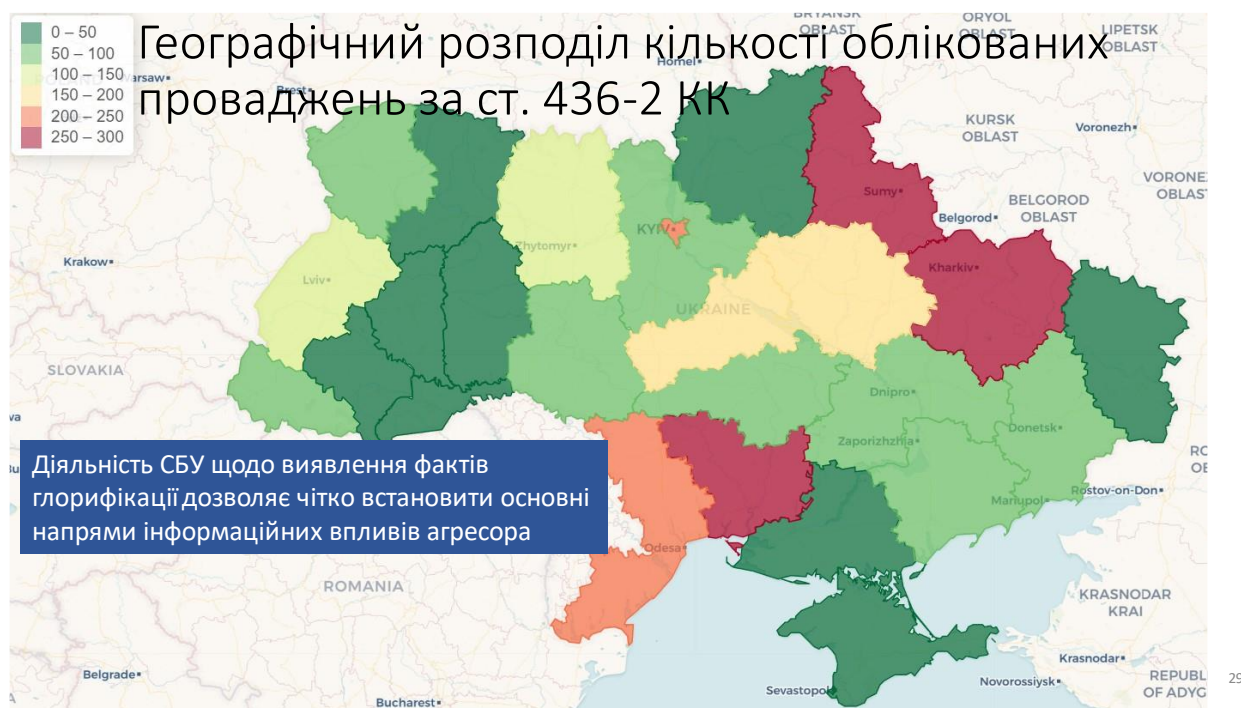 0 – 50
50 – 100
100 – 150
150 – 200
200 – 250
250 – 300
Географічний розподіл кількості облікованих
проваджень за ст. 436-2 КК
BRYANSK
OBLAST
ORYOL
OBLAST
LIPETSK
OBLAST
Homel
Brest
KURSK
OBLAST
Voronezh
VORONE
OBLAST
BELGOROD
OBLAST
Belgorod
Sumy
KYIV
Zhytomyr
Kharkiv
Krakow
Lviv
UKRAINE
SLOVAKIA
Dnipro
Donetsk
Zaporizhzhia
Діяльність СБУ щодо виявлення фактів
глорифікації дозволяє чітко встановити основні
напрями інформаційних впливів агресора
Mariupol
Rostov-on-Don
Odesa
ROMANIA
KRASNODAR
KRAI
Krasnodar
Belgrade
Sevastopol
Novorossiysk
REPUBL
OF ADYG
Bucharest
29